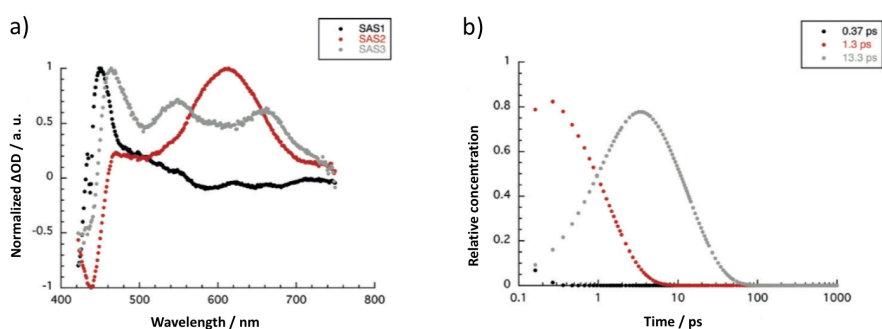 a)
SAS1
SAS2
SAS3
Normalized ΔOD / a. u.
1
0.5
0
-0.5
-1
400
500
600
700
800
Wavelength / nm
b)
0.37 ps
1.3 ps
13.3 ps
Relative concentration
1
0.8
0.6
0.4
0.2
0
0.1
1
10
100
1000
Time / ps